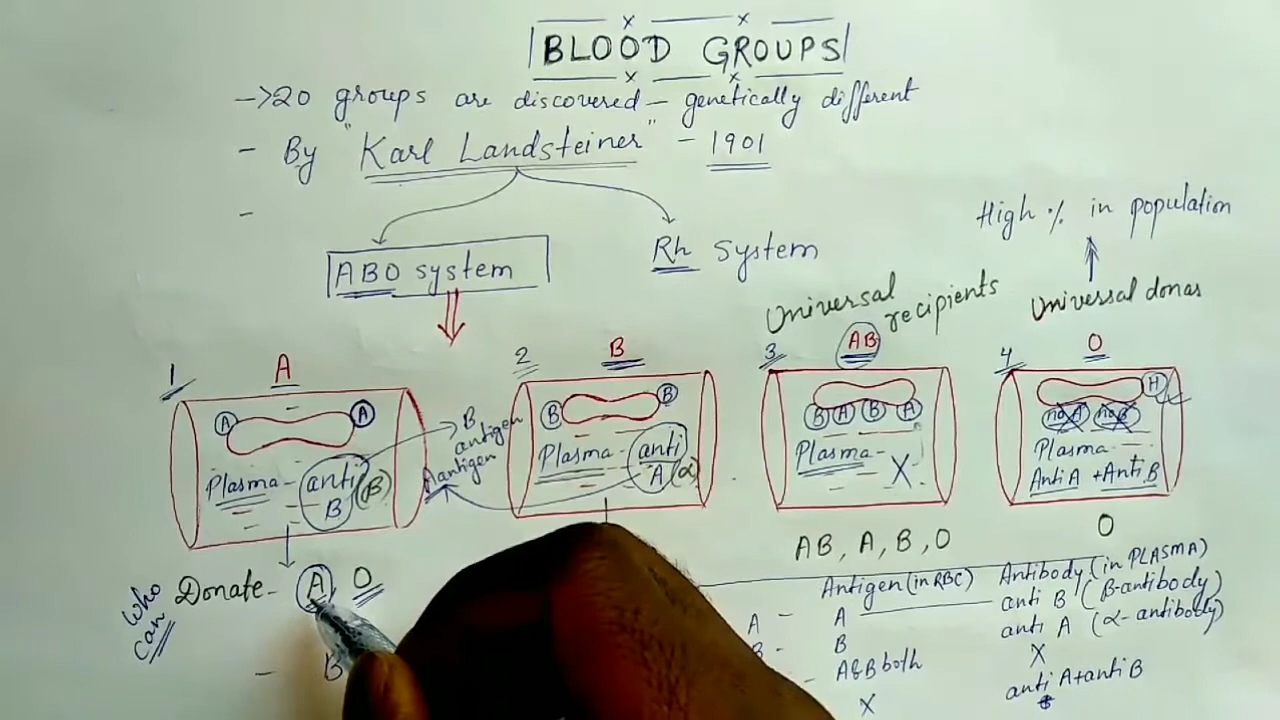 BLOOD GROUPS
->20 groups are discovered - genetically different
- By "Karl Landsteiner" - 1901
-
ABO system
Rh system
High % in population
Universal recipients
Universal donas
1 A
A A
Plasma - anti B (β)
B antigen
A antigen
2 B
B B
Plasma - anti A (α)
3 AB
B A B A
Plasma - X
4 O
H
no A no B
Plasma
Anti A + Anti B
who can Donate - A, O
- B
AB, A, B, O
O
Antigen (in RBC) Antibody (in PLASMA)
A - A anti B (β-antibody)
B - B anti A (α-antibody)
- A&B both X
X anti A+anti B